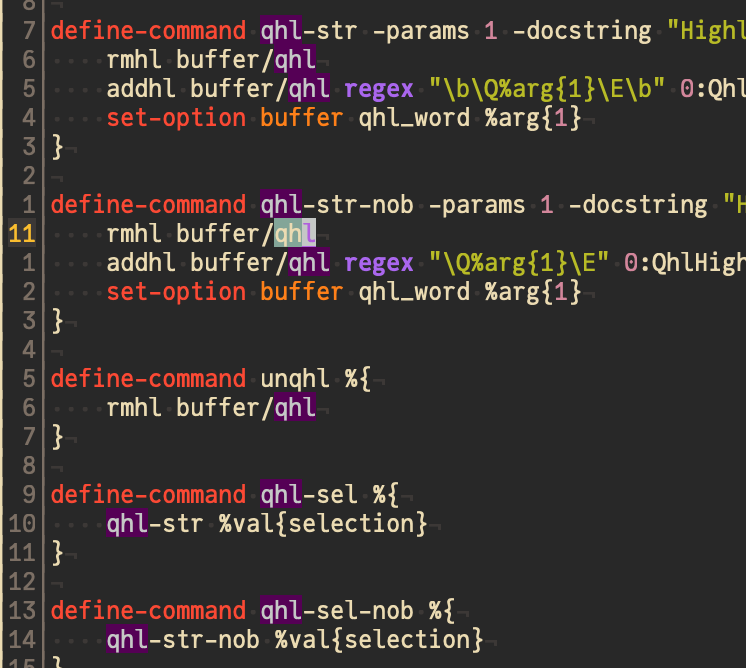 8
7 define-command qhl-str -params 1 -docstring "Highl
6 rmhl buffer/qhl
5 addhl buffer/qhl regex "\b\Q%arg{1}\E\b" 0:Qhl
4 set-option buffer qhl_word %arg{1}
3 }
2
1 define-command qhl-str-nob -params 1 -docstring "H
11 rmhl buffer/qhl
1 addhl buffer/qhl regex "\Q%arg{1}\E" 0:QhlHigh
2 set-option buffer qhl_word %arg{1}
3 }
4
5 define-command unqhl %{
6 rmhl buffer/qhl
7 }
8
9 define-command qhl-sel %{
10 qhl-str %val{selection}
11 }
12
13 define-command qhl-sel-nob %{
14 qhl-str-nob %val{selection}
15 }